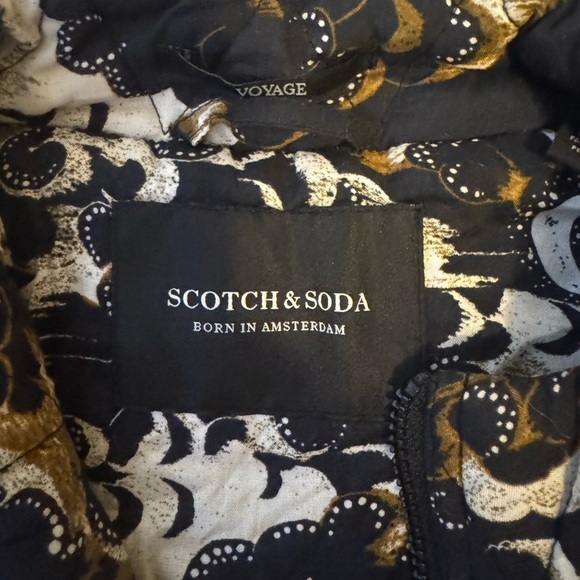 VOYAGE
SCOTCH & SODA
BORN IN AMSTERDAM